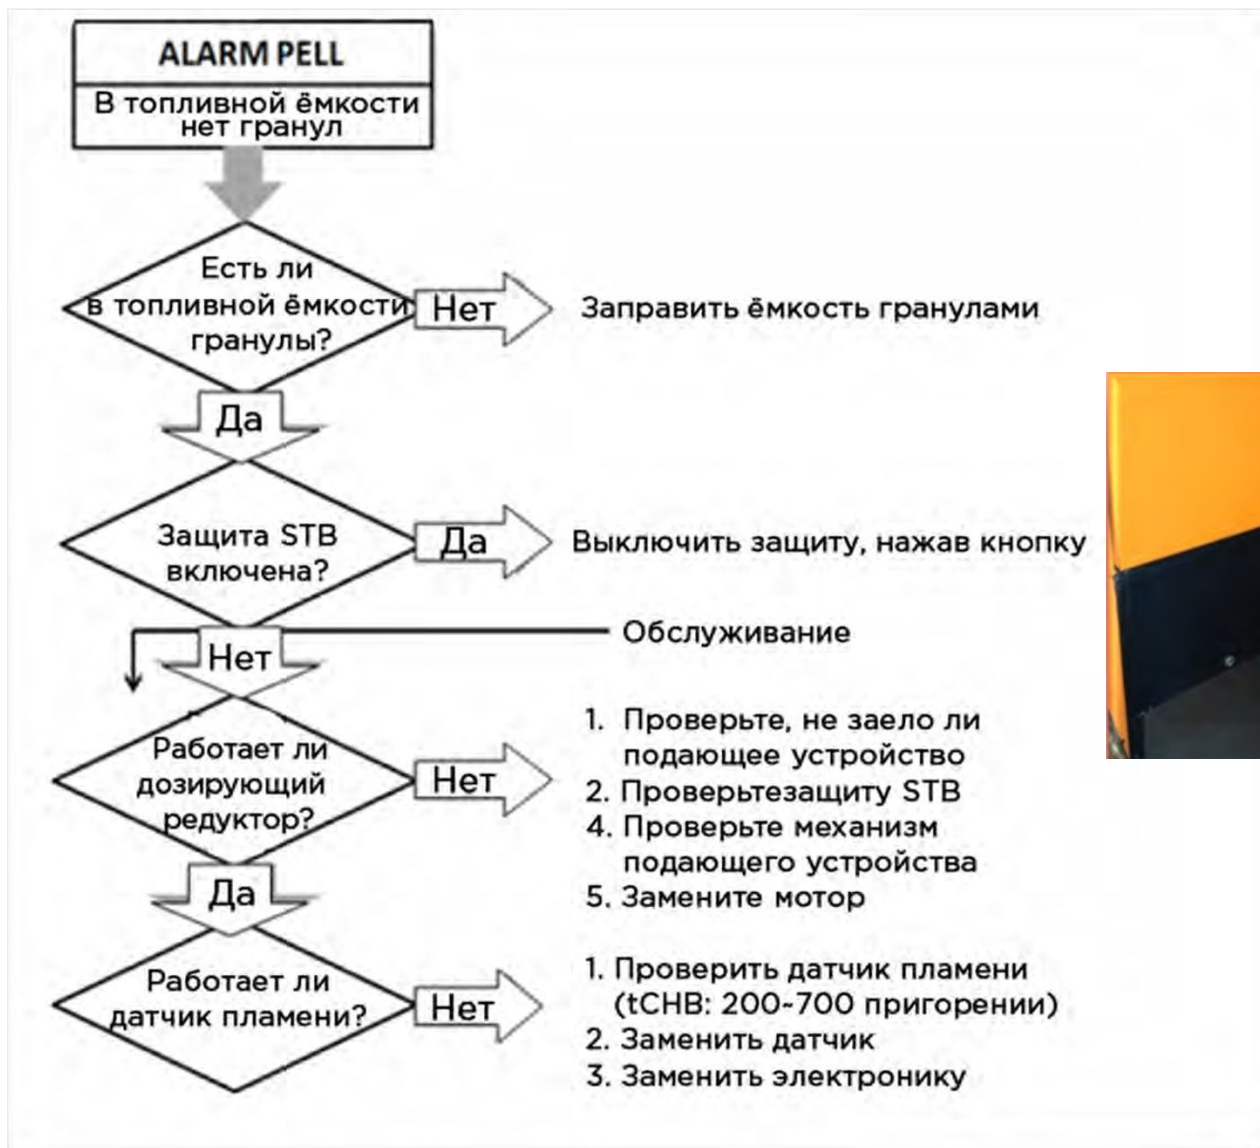 ALARM PELL
В топливной ёмкости
нет гранул
Есть ли
в топливной ёмкости
гранулы?
Нет
Заправить ёмкость гранулами
Да
Защита STB
включена?
Да
Выключить защиту, нажав кнопку
Обслуживание
Нет
Работает ли
дозирующий
редуктор?
Нет
1. Проверьте, не заело ли
подающее устройство
2. Проверьтезащиту STB
4. Проверьте механизм
подающего устройства
5. Замените мотор
Да
Работает ли
датчик пламени?
Нет
1. Проверить датчик пламени
(tCHB: 200~700 пригорении)
2. Заменить датчик
3. Заменить электронику